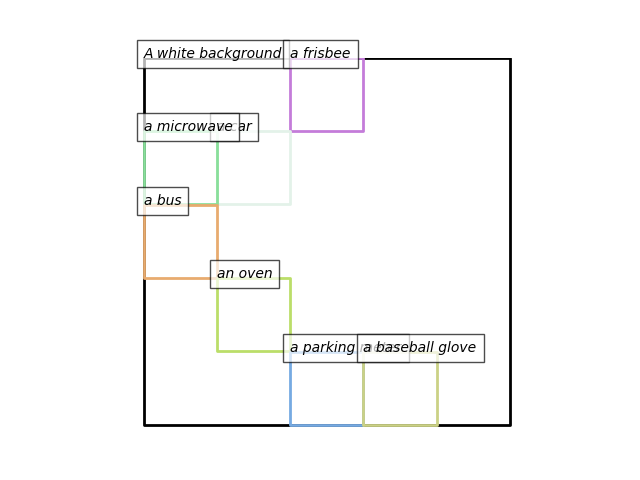 A white background
a frisbee
a microwave
car
a bus
an oven
a parking meter
a baseball glove